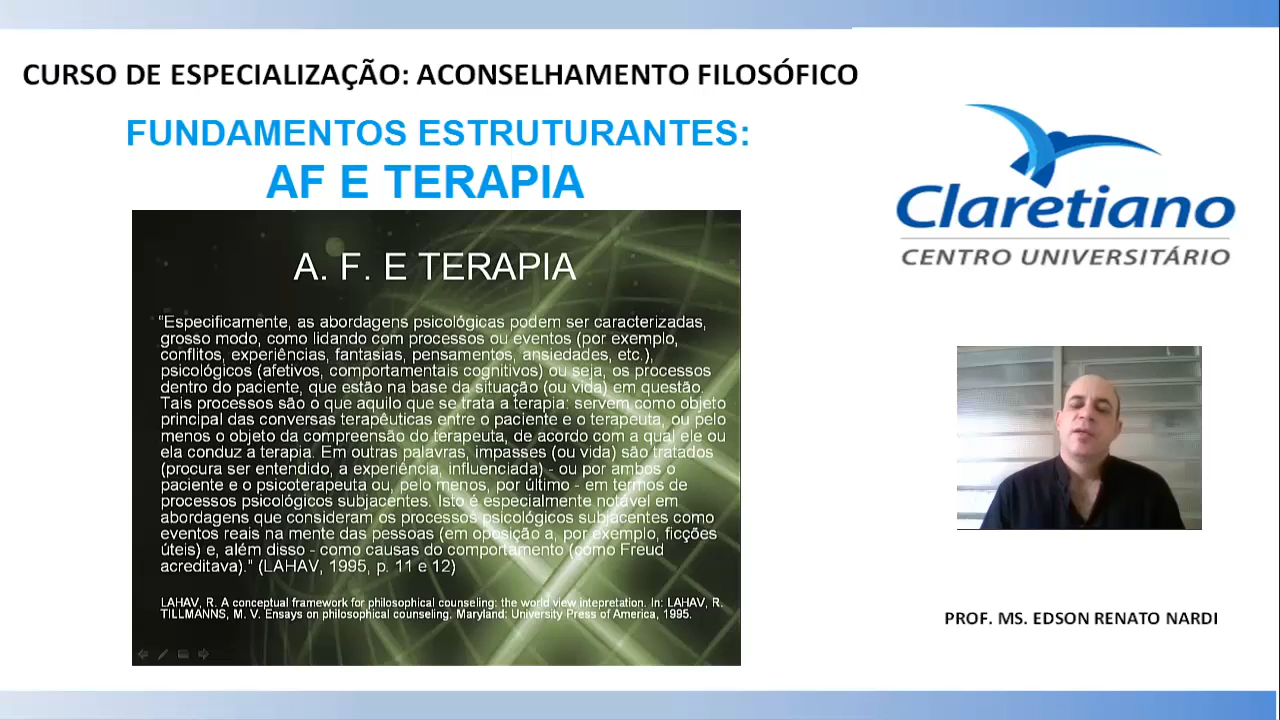 CURSO DE ESPECIALIZAÇÃO: ACONSELHAMENTO FILOSÓFICO
FUNDAMENTOS ESTRUTURANTES:
AF E TERAPIA
A. F. E TERAPIA
"Especificamente, as abordagens psicológicas podem ser caracterizadas,
grosso modo, como lidando com processos ou eventos (por exemplo,
conflitos, experiências, fantasias, pensamentos, ansiedades, etc.),
psicológicos (afetivos, comportamentais cognitivos) ou seja, os processos
dentro do paciente, que estão na base da situação (ou vida) em questão.
Tais processos são o que aquilo que se trata a terapia: servem como objeto
principal das conversas terapêuticas entre o paciente e o terapeuta, ou pelo
menos o objeto da compreensão do terapeuta, de acordo com a qual ele ou
ela conduz a terapia. Em outras palavras, impasses (ou vida) são tratados
(procura ser entendido, a experiência, influenciada) - ou por ambos o
paciente e o psicoterapeuta ou, pelo menos, por último - em termos de
processos psicológicos subjacentes. Isto é especialmente notável em
abordagens que consideram os processos psicológicos subjacentes como
eventos reais na mente das pessoas (em oposição a, por exemplo, ficções
úteis) e, além disso - como causas do comportamento (como Freud
acreditava)." (LAHAV, 1995, p. 11 e 12)
LAHAV, R. A conceptual framework for philosophical counseling: the world view intepretation. In: LAHAV, R.
TILLMANNS, M. V. Ensays on philosophical counseling. Maryland: University Press of America, 1995.
Claretiano
CENTRO UNIVERSITÁRIO
PROF. MS. EDSON RENATO NARDI